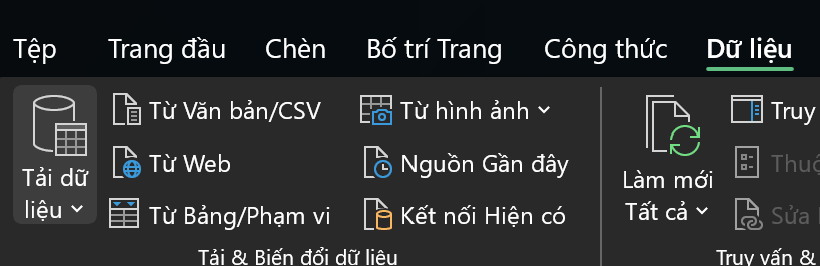 Tệp Trang đầu Chèn Bố trí Trang Công thức Dữ liệu
Tải dữ liệu
Từ Văn bản/CSV
Từ Web
Từ Bảng/Phạm vi
Từ hình ảnh
Nguồn Gần đây
Kết nối Hiện có
Tải & Biến đổi dữ liệu
Làm mới
Tất cả
Truy
Thuộ
Sửa
Truy vấn &